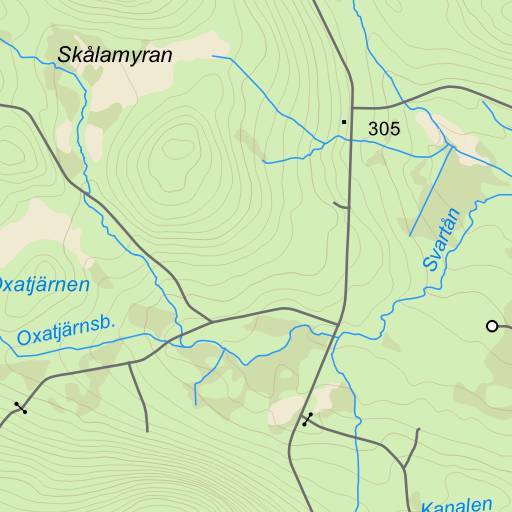 Skålamyran
305
Svartån
Oxatjärnen
Oxatjärnsb.
Kanalen